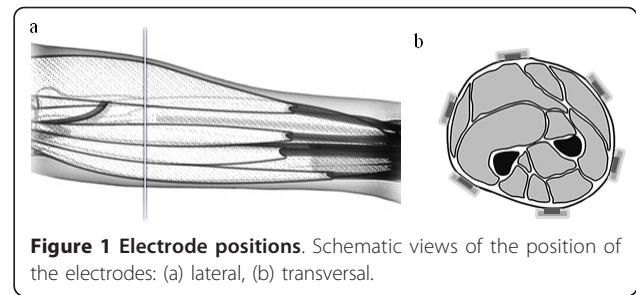 a
b
Figure 1 Electrode positions. Schematic views of the position of
the electrodes: (a) lateral, (b) transversal.